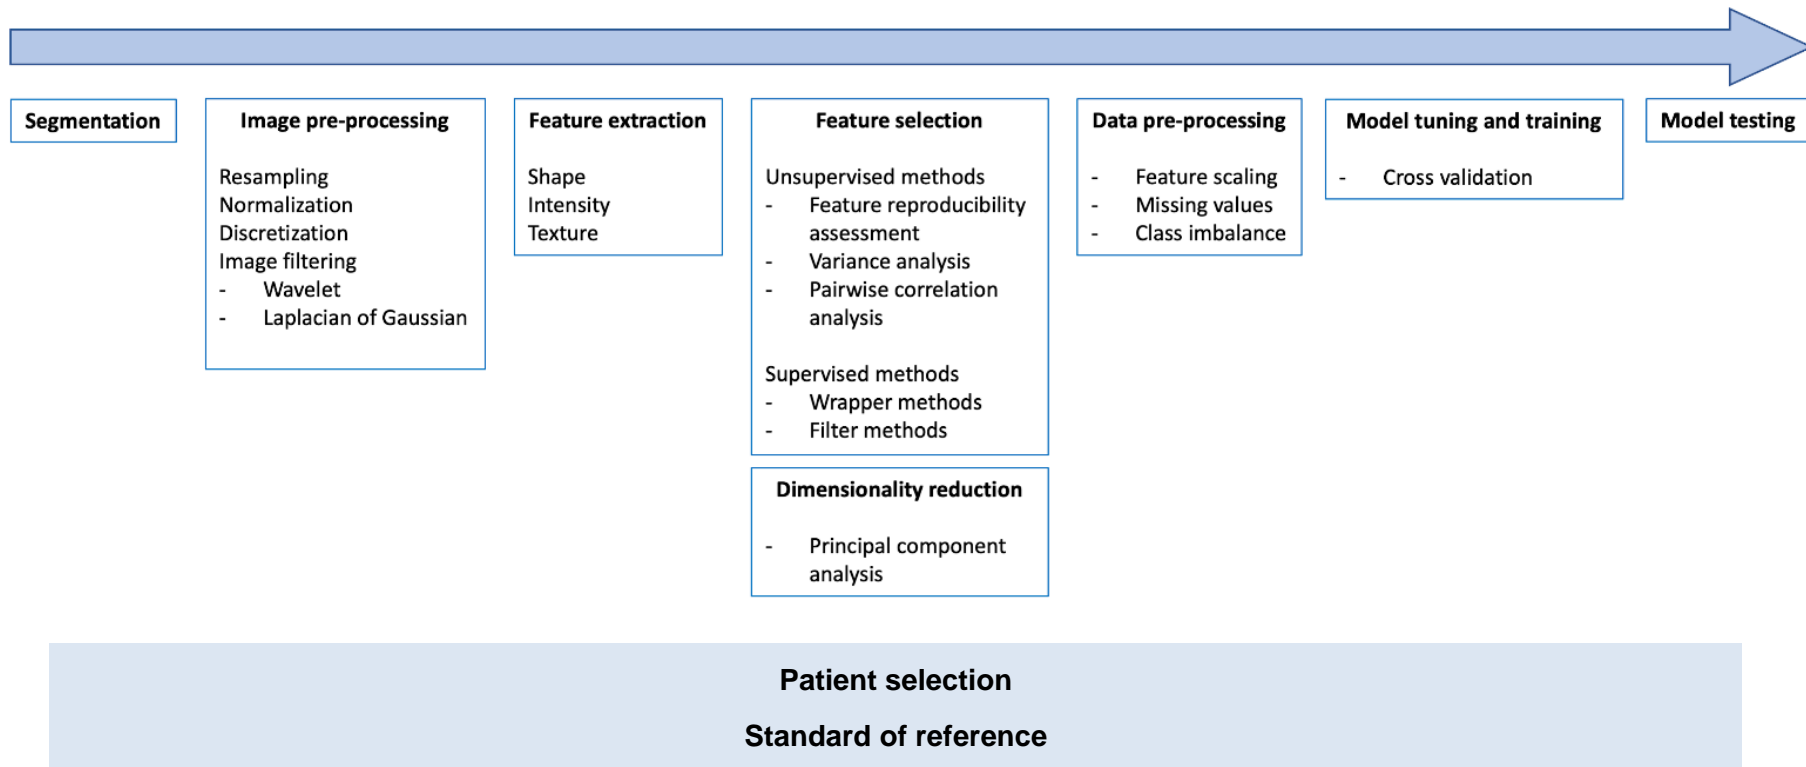 Segmentation
Image pre-processing
Resampling
Normalization
Discretization
Image filtering
- Wavelet
- Laplacian of Gaussian
Feature extraction
Shape
Intensity
Texture
Feature selection
Unsupervised methods
- Feature reproducibility
assessment
- Variance analysis
- Pairwise correlation
analysis
Supervised methods
- Wrapper methods
- Filter methods
Dimensionality reduction
- Principal component
analysis
Data pre-processing
- Feature scaling
- Missing values
- Class imbalance
Model tuning and training
- Cross validation
Model testing
Patient selection
Standard of reference